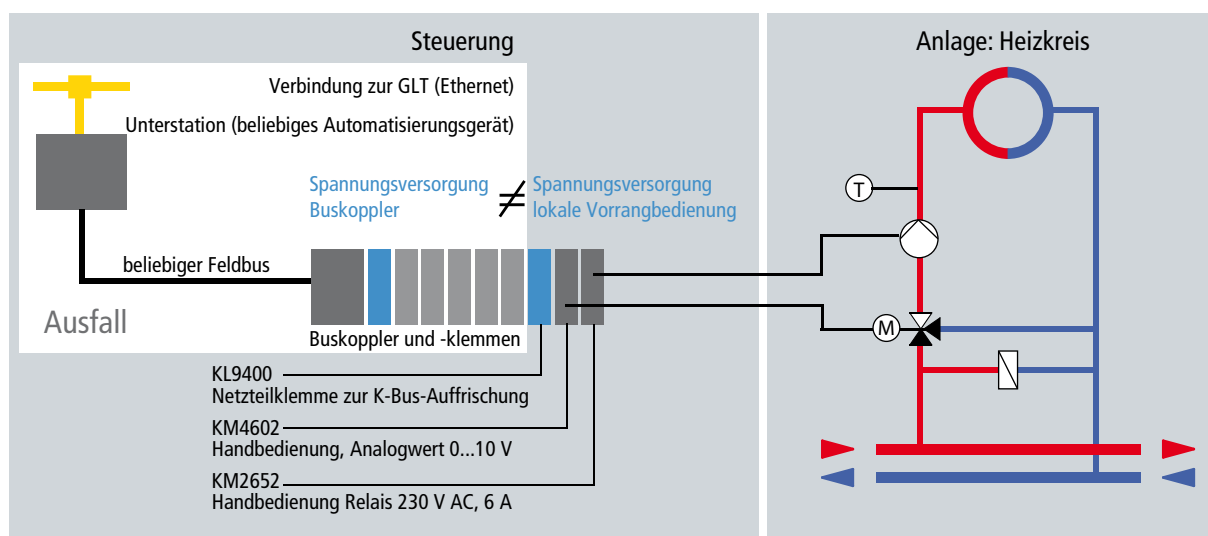 Steuerung
Verbindung zur GLT (Ethernet)
Unterstation (beliebiges Automatisierungsgerät)
Spannungsversorgung
Buskoppler
≠
Spannungsversorgung
lokale Vorrangbedienung
beliebiger Feldbus
Ausfall
Buskoppler und -klemmen
KL9400
Netzteilklemme zur K-Bus-Auffrischung
KM4602
Handbedienung, Analogwert 0...10 V
KM2652
Handbedienung Relais 230 V AC, 6 A
Anlage: Heizkreis
T
M